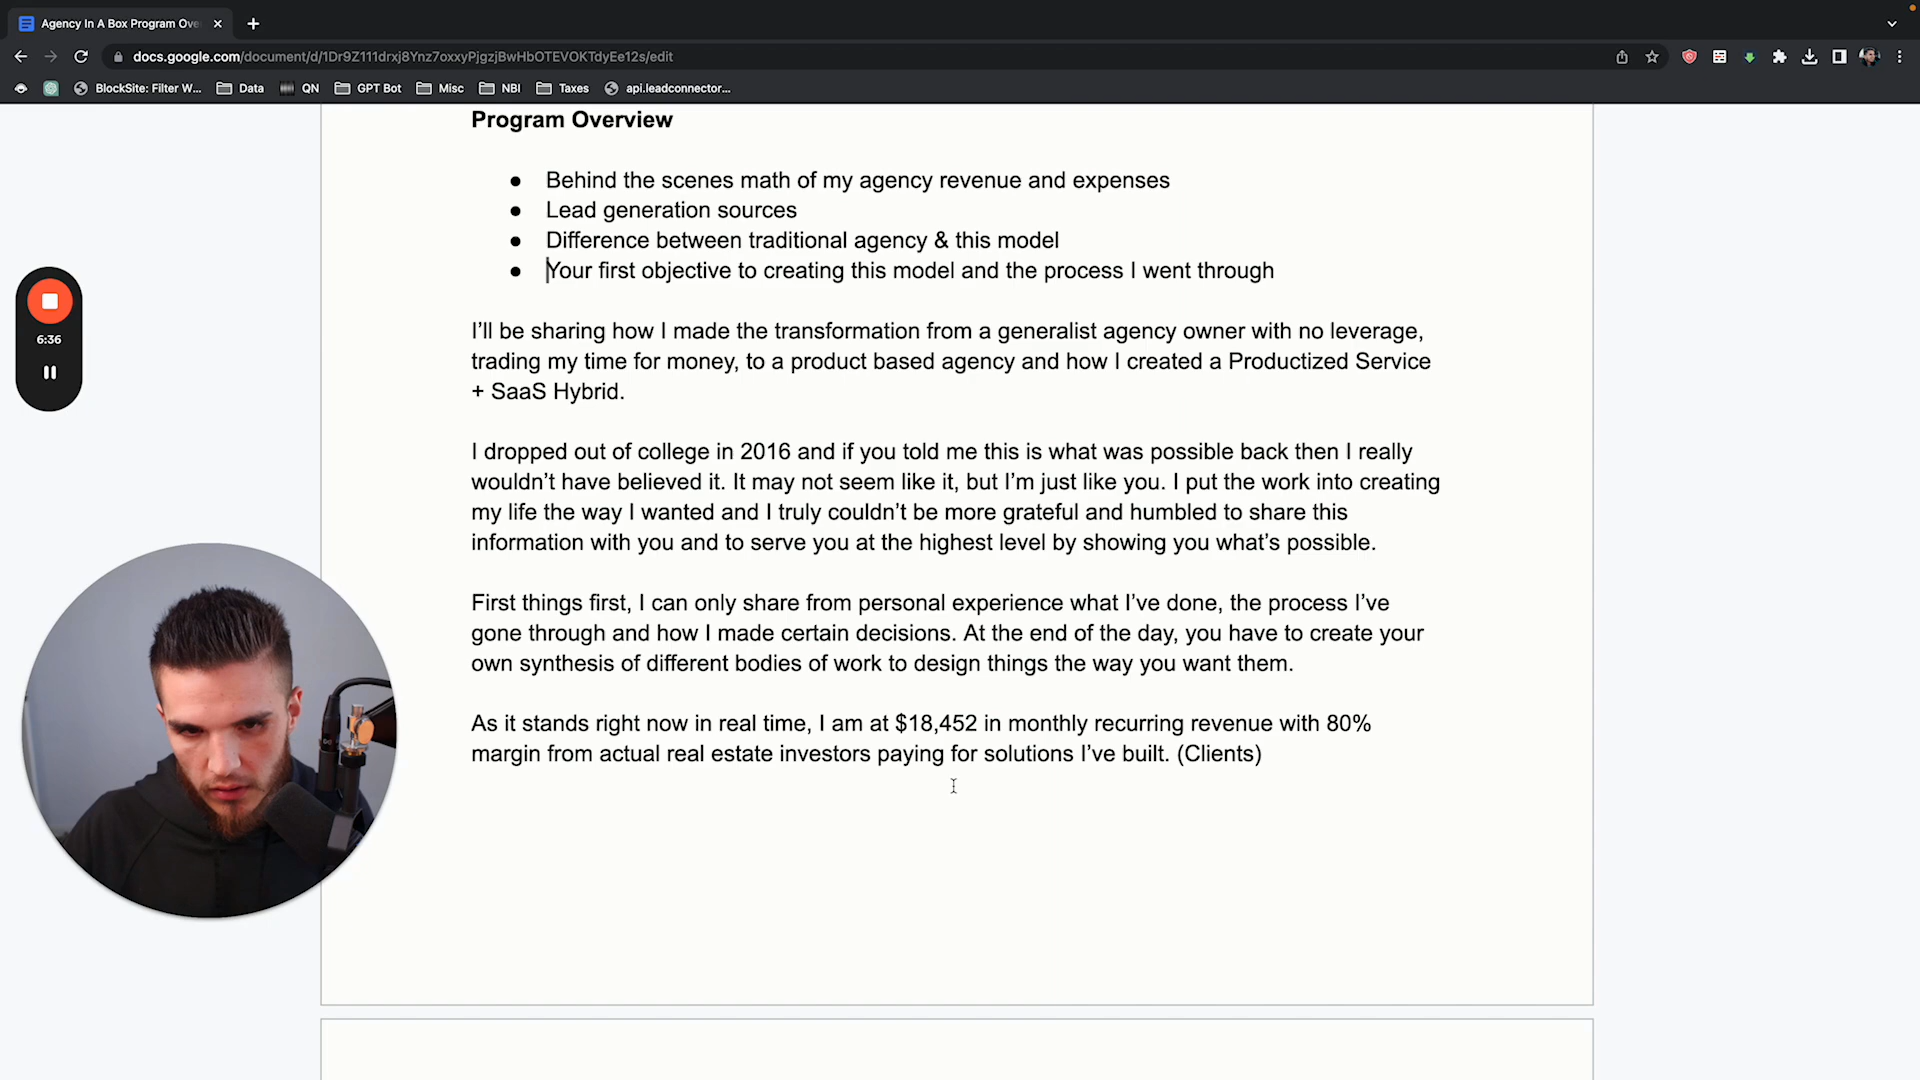 Agency In A Box Program Ove
docs.google.com/document/d/1Dr9Z111drxj8Ynz7oxxyPjgzjBwHbOTEVOKTdyEe12s/edit
BlockSite: Filter W... Data QN GPT Bot Misc NBI Taxes api.leadconnector...
Program Overview
● Behind the scenes math of my agency revenue and expenses
● Lead generation sources
● Difference between traditional agency & this model
● Your first objective to creating this model and the process I went through
6:36
I’ll be sharing how I made the transformation from a generalist agency owner with no leverage,
trading my time for money, to a product based agency and how I created a Productized Service
+ SaaS Hybrid.
I dropped out of college in 2016 and if you told me this is what was possible back then I really
wouldn’t have believed it. It may not seem like it, but I’m just like you. I put the work into creating
my life the way I wanted and I truly couldn’t be more grateful and humbled to share this
information with you and to serve you at the highest level by showing you what’s possible.
First things first, I can only share from personal experience what I’ve done, the process I’ve
gone through and how I made certain decisions. At the end of the day, you have to create your
own synthesis of different bodies of work to design things the way you want them.
As it stands right now in real time, I am at $18,452 in monthly recurring revenue with 80%
margin from actual real estate investors paying for solutions I’ve built. (Clients)